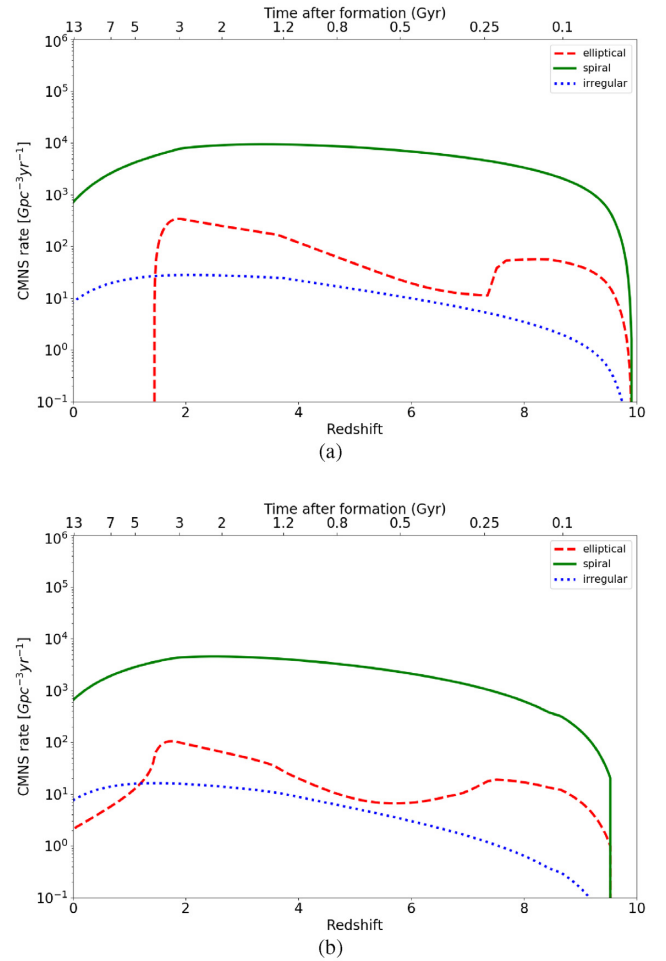 Time after formation (Gyr)
13 7 5 3 2 1.2 0.8 0.5 0.25 0.1
10^6
10^5
10^4
10^3
10^2
10^1
10^0
10^-1
CMNS rate [Gpc^-3 yr^-1]
elliptical
spiral
irregular
0 2 4 6 8 10
Redshift
(a)
Time after formation (Gyr)
13 7 5 3 2 1.2 0.8 0.5 0.25 0.1
10^6
10^5
10^4
10^3
10^2
10^1
10^0
10^-1
CMNS rate [Gpc^-3 yr^-1]
elliptical
spiral
irregular
0 2 4 6 8 10
Redshift
(b)